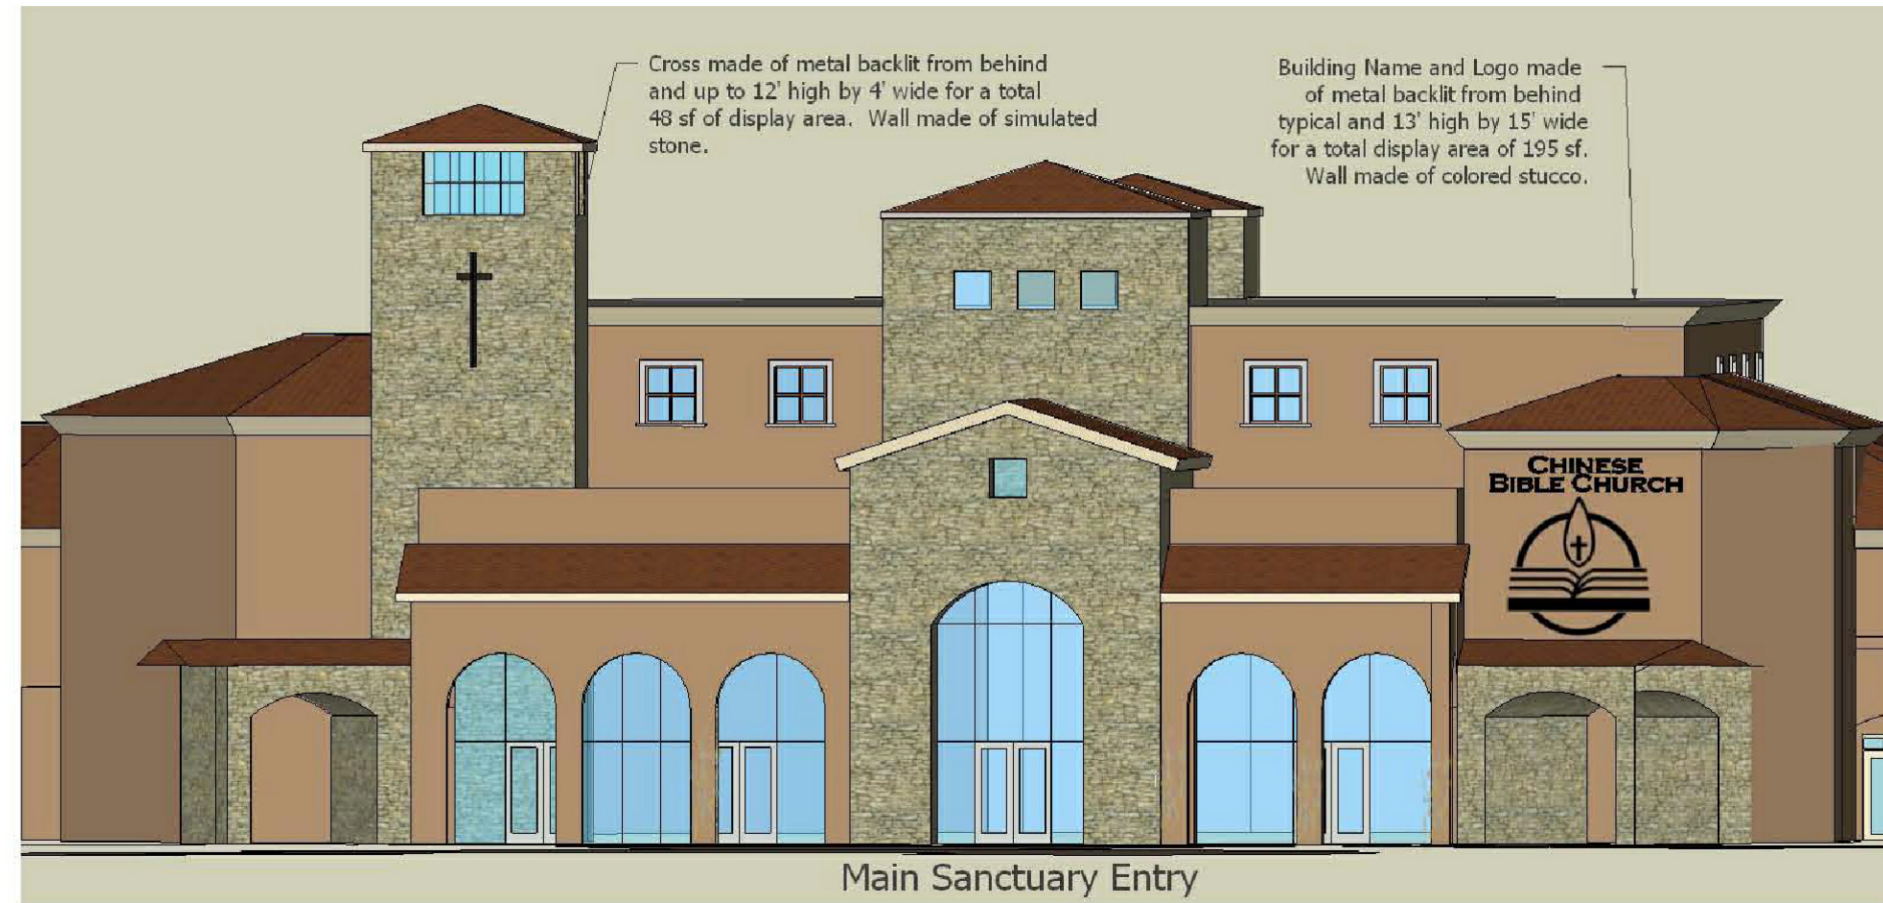 Cross made of metal backlit from behind
and up to 12' high by 4' wide for a total
48 sf of display area.  Wall made of simulated
stone.
Building Name and Logo made
of metal backlit from behind
typical and 13' high by 15' wide
for a total display area of 195 sf.
Wall made of colored stucco.
CHINESE
BIBLE CHURCH
Main Sanctuary Entry